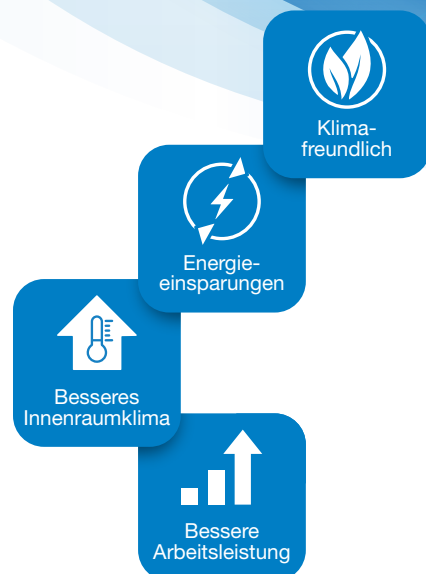 Klima-
freundlich
Energie-
einsparungen
Besseres
Innenraumklima
Bessere
Arbeitsleistung